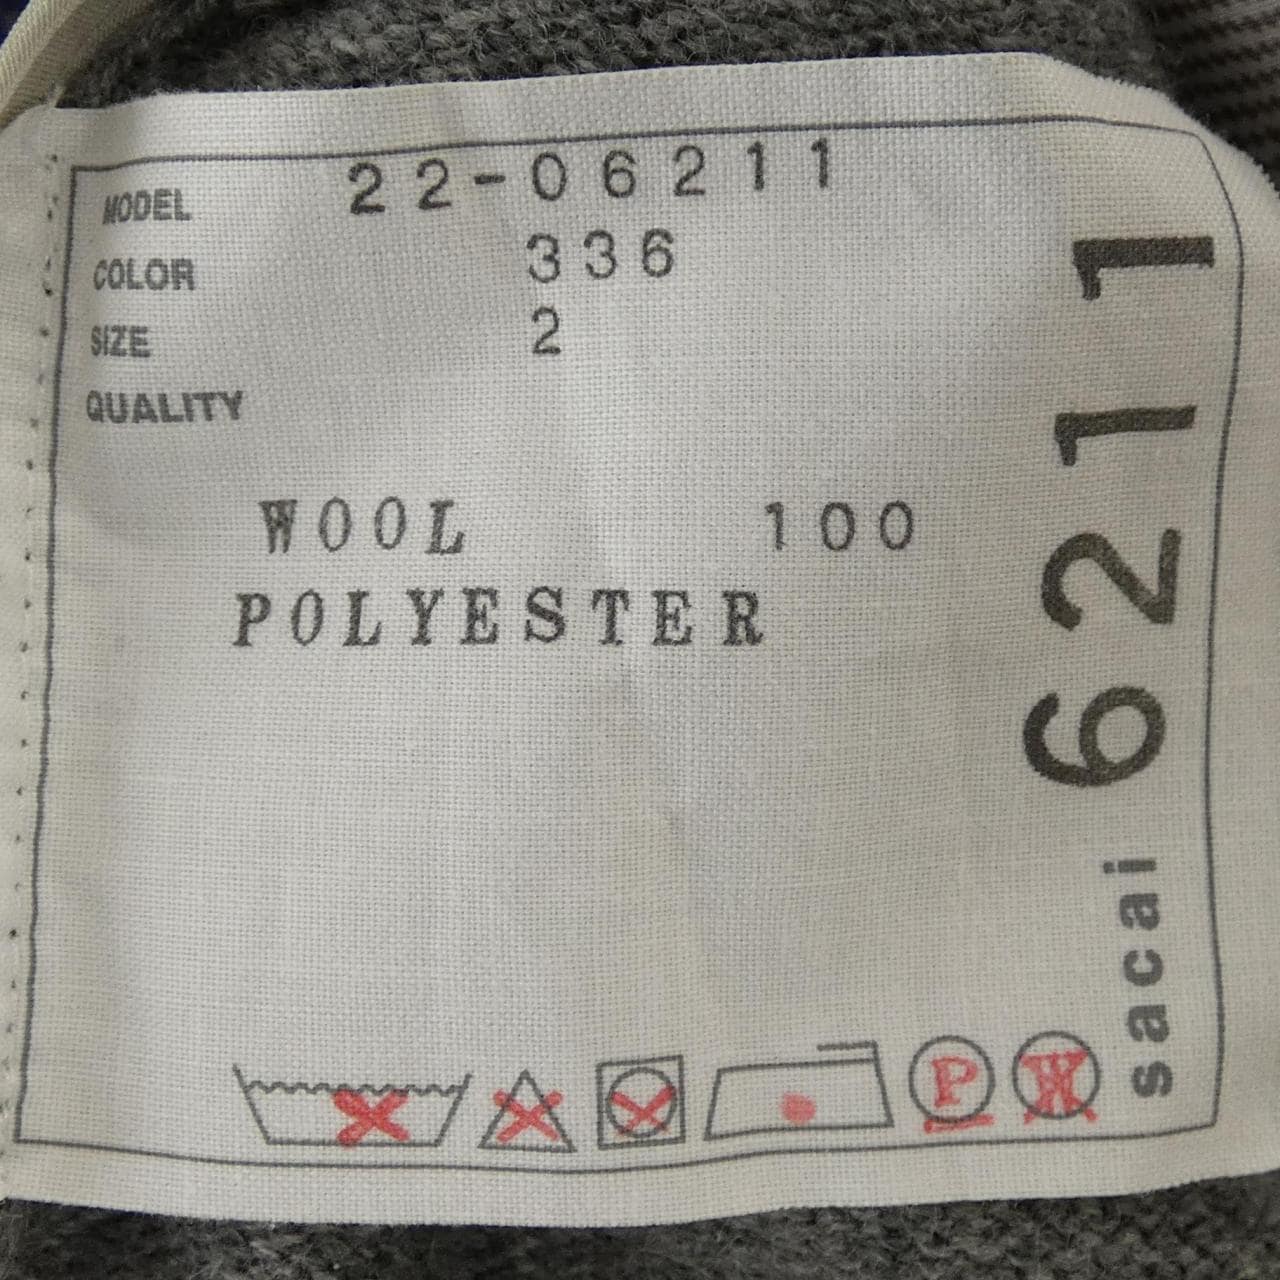 MODEL 22-06211
COLOR 336
SIZE 2
QUALITY
WOOL 100
POLYESTER
sacai 6211
P W